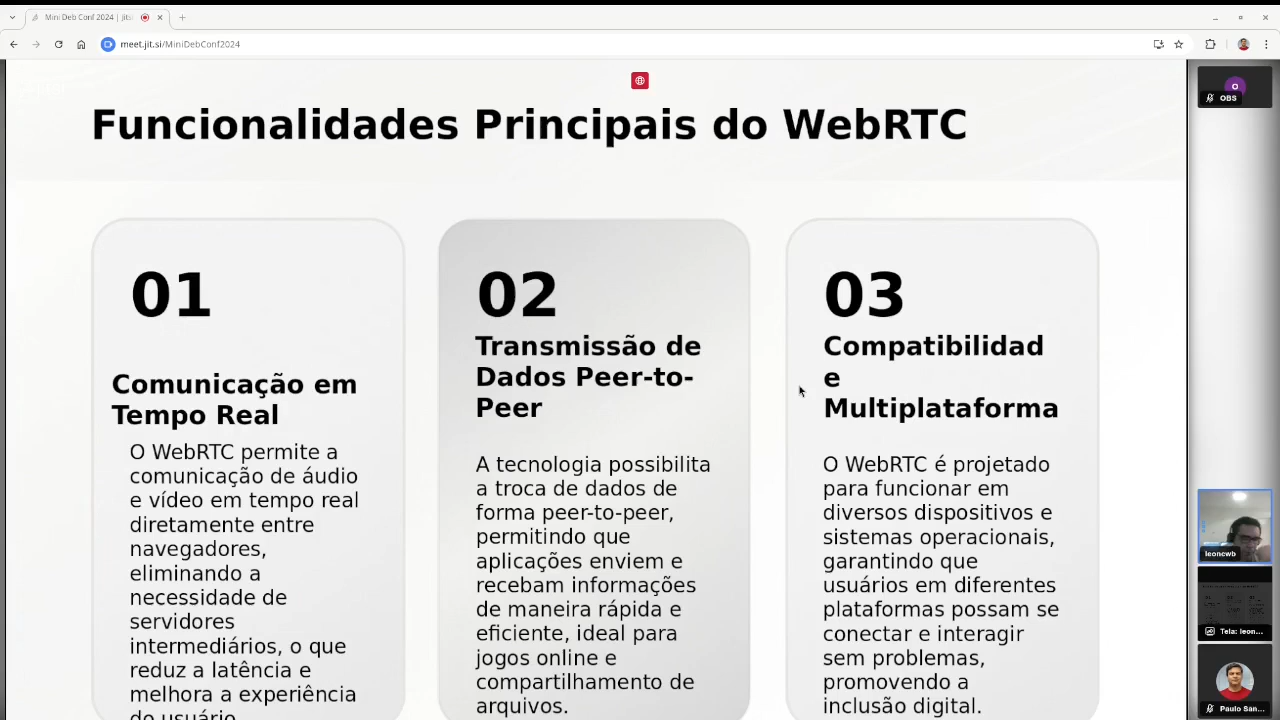 Mini Deb Conf 2024 | Jitsi
meet.jit.si/MiniDebConf2024
Funcionalidades Principais do WebRTC
01
Comunicação em
Tempo Real
O WebRTC permite a
comunicação de áudio
e vídeo em tempo real
diretamente entre
navegadores,
eliminando a
necessidade de
servidores
intermediários, o que
reduz a latência e
melhora a experiência
do usuário.
02
Transmissão de
Dados Peer-to-
Peer
A tecnologia possibilita
a troca de dados de
forma peer-to-peer,
permitindo que
aplicações enviem e
recebam informações
de maneira rápida e
eficiente, ideal para
jogos online e
compartilhamento de
arquivos.
03
Compatibilidad
e
Multiplataforma
O WebRTC é projetado
para funcionar em
diversos dispositivos e
sistemas operacionais,
garantindo que
usuários em diferentes
plataformas possam se
conectar e interagir
sem problemas,
promovendo a
inclusão digital.
O
OBS
leoncwb
Tela: leon...
Paulo San...